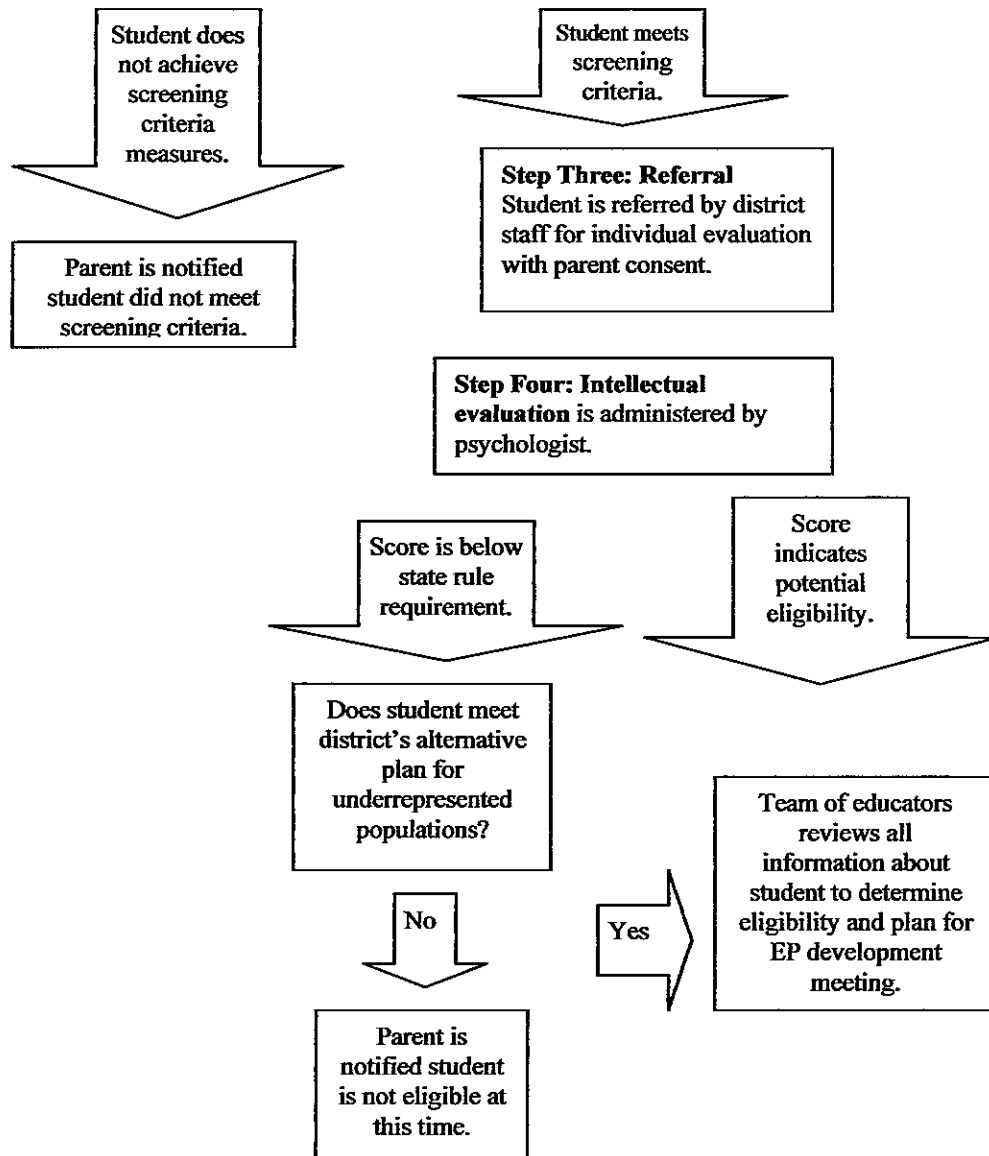 Student does
not achieve
screening
criteria
measures.
Student meets
screening
criteria.
Parent is notified
student did not meet
screening criteria.
Step Three: Referral
Student is referred by district
staff for individual evaluation
with parent consent.
Step Four: Intellectual
evaluation is administered by
psychologist.
Score is below
state rule
requirement.
Score
indicates
potential
eligibility.
Does student meet
district's alternative
plan for
underrepresented
populations?
Team of educators
reviews all
information about
student to determine
eligibility and plan for
EP development
meeting.
No
Yes
Parent is
notified student
is not eligible at
this time.